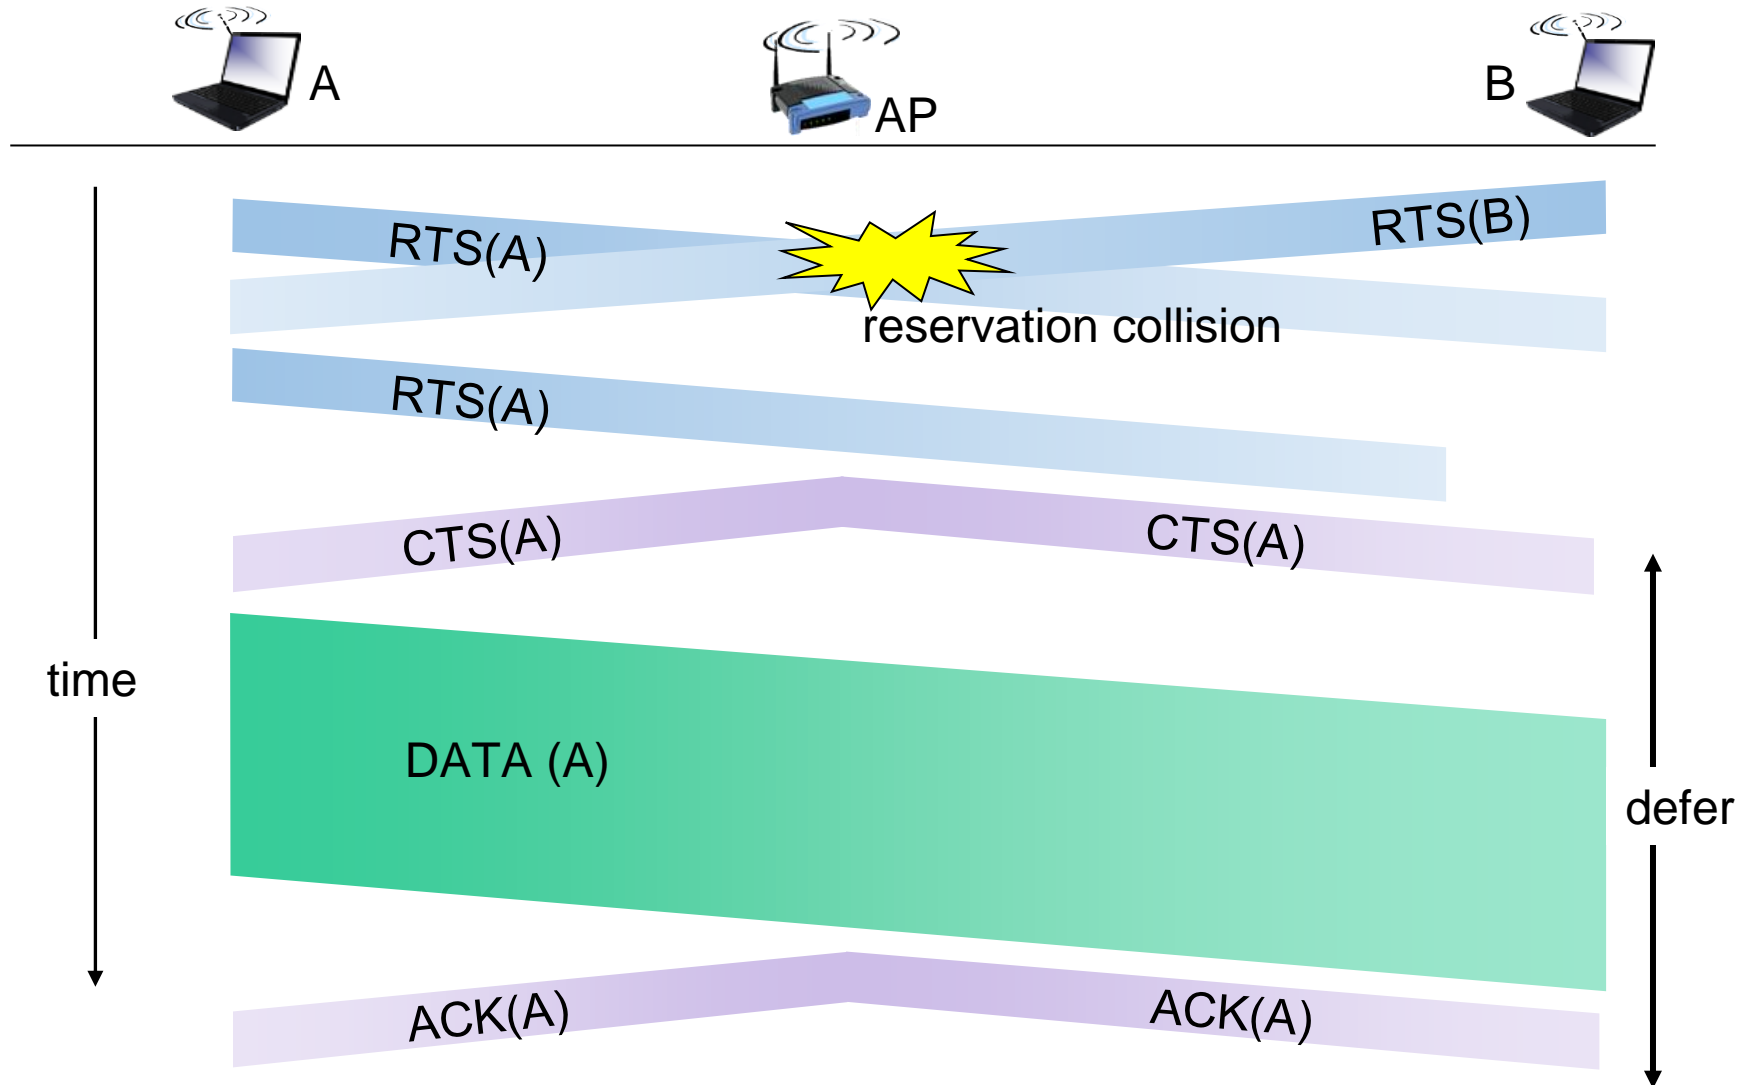 A
AP
B
RTS(A)
RTS(B)
reservation collision
RTS(A)
CTS(A)
CTS(A)
time
DATA (A)
defer
ACK(A)
ACK(A)